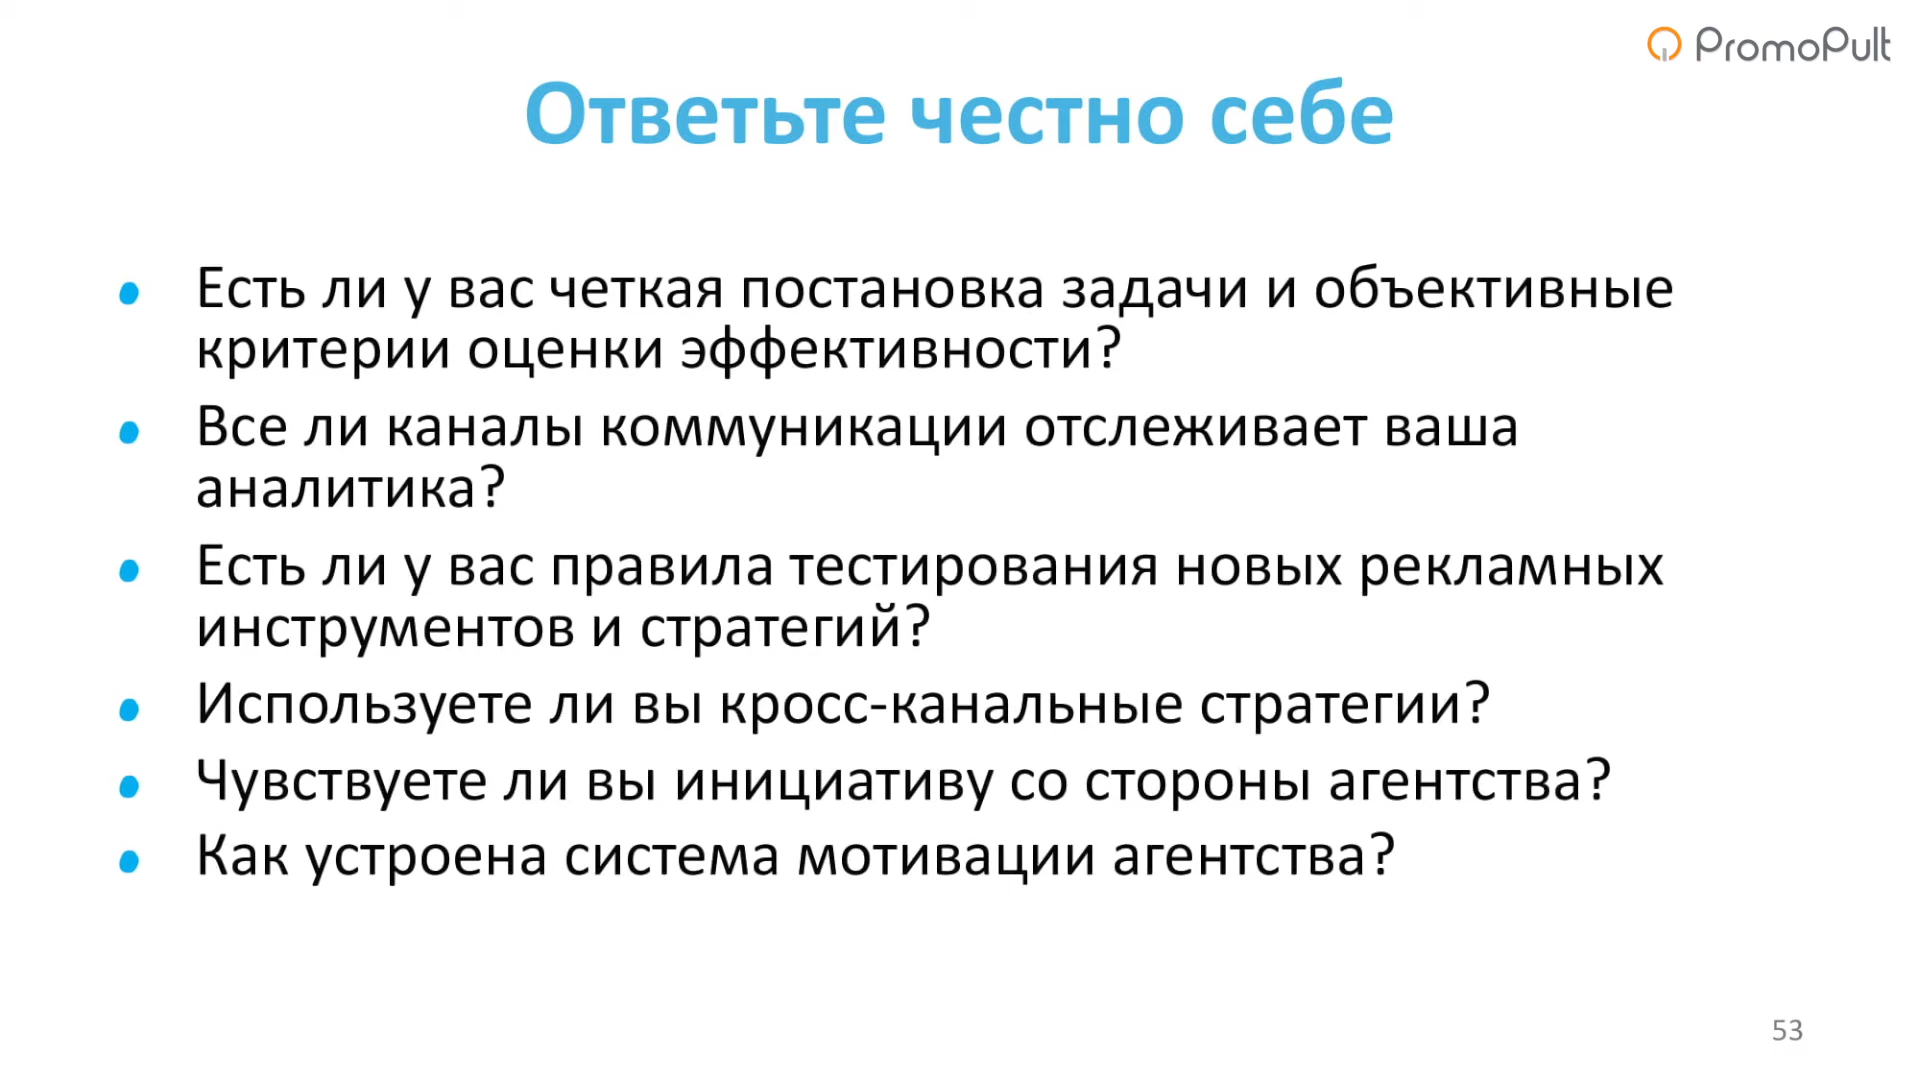 PromoPult
Ответьте честно себе
Есть ли у вас четкая постановка задачи и объективные
критерии оценки эффективности?
Все ли каналы коммуникации отслеживает ваша
аналитика?
Есть ли у вас правила тестирования новых рекламных
инструментов и стратегий?
Используете ли вы кросс-канальные стратегии?
Чувствуете ли вы инициативу со стороны агентства?
Как устроена система мотивации агентства?
53